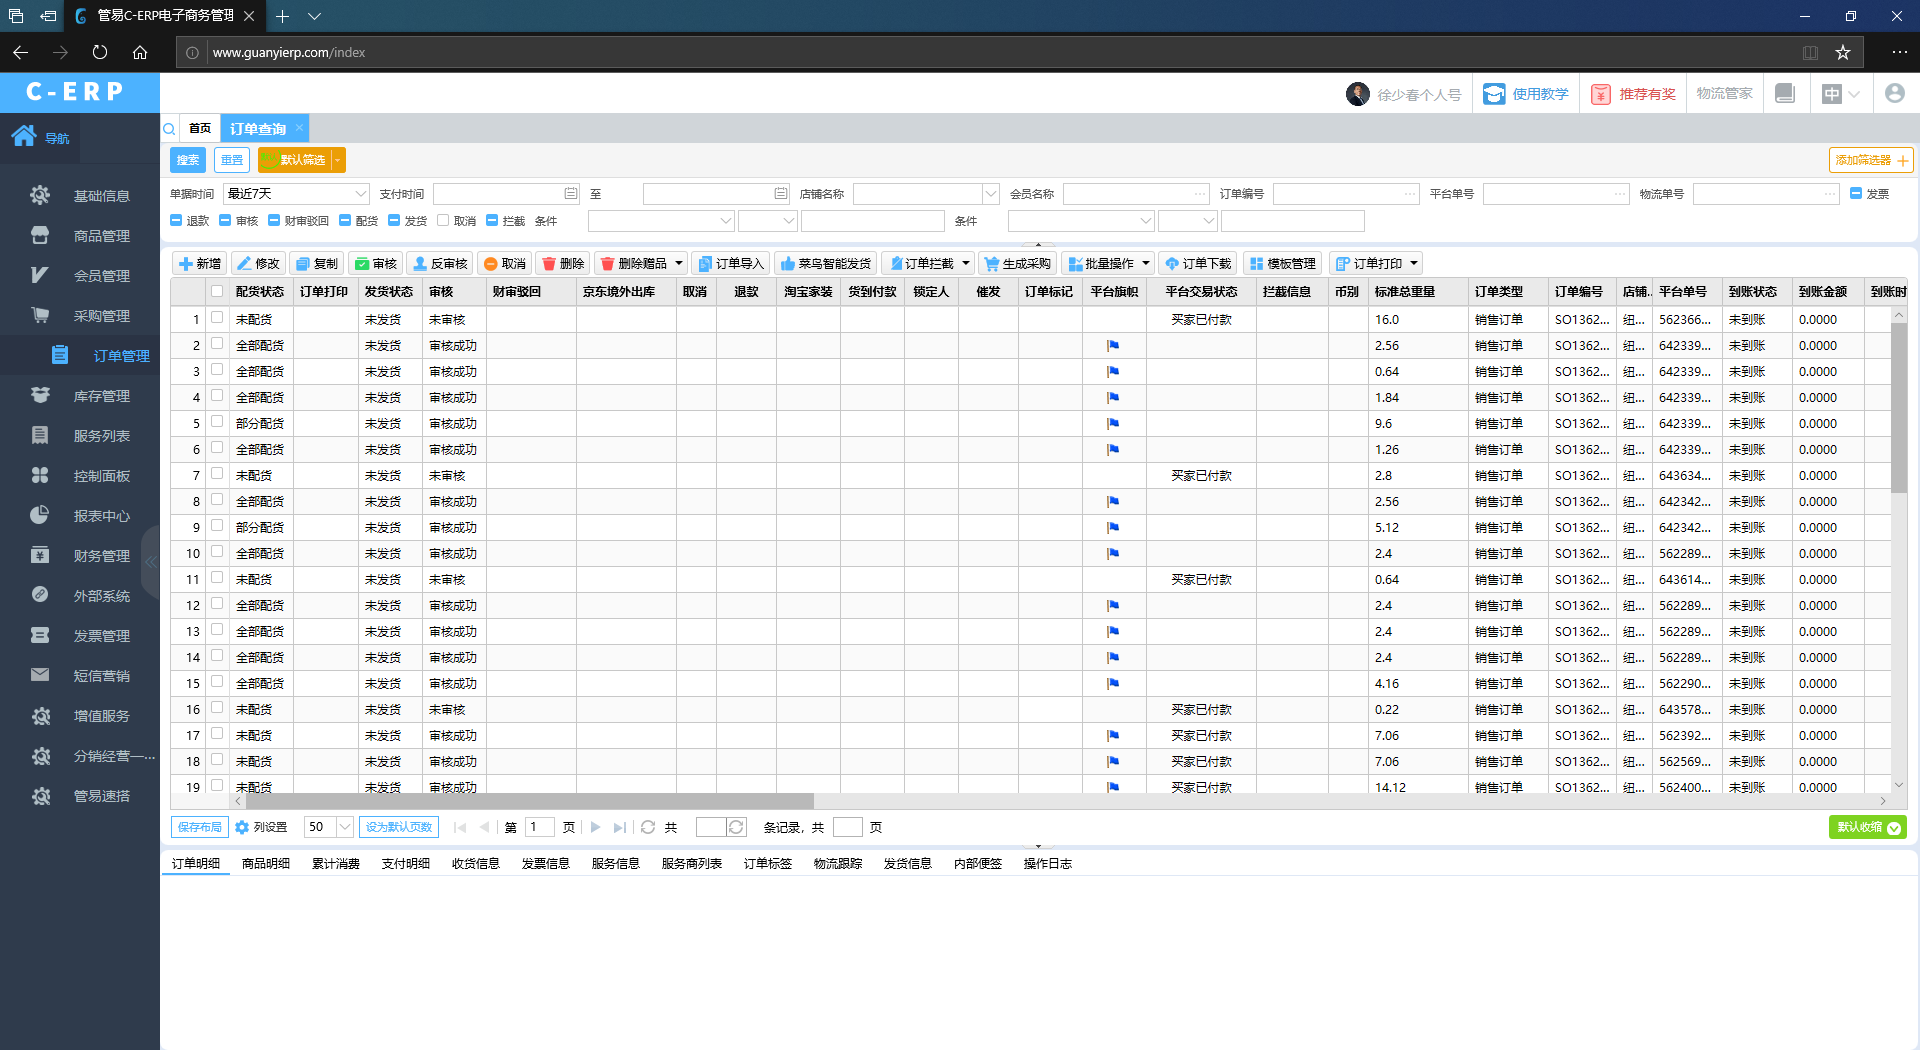 管易C-ERP电子商务管理
www.guanyierp.com/index
C-ERP
徐少春个人号
使用教学
推荐有奖
物流管家
中
导航
首页
订单查询
搜索
重置
默认筛选
添加筛选器
单据时间 最近7天 支付时间 至 店铺名称 会员名称 订单编号 平台单号 物流单号 发票
退款 审核 财审驳回 配货 发货 取消 拦截 条件 条件
新增 修改 复制 审核 反审核 取消 删除 删除赠品 订单导入 菜鸟智能发货 订单拦截 生成采购 批量操作 订单下载 模板管理 订单打印
基础信息
商品管理
会员管理
采购管理
订单管理
库存管理
服务列表
控制面板
报表中心
财务管理
外部系统
发票管理
短信营销
增值服务
分销经营一...
管易速搭
配货状态 订单打印 发货状态 审核 财审驳回 京东境外出库 取消 退款 淘宝家装 货到付款 锁定人 催发 订单标记 平台旗帜 平台交易状态 拦截信息 币别 标准总重量 订单类型 订单编号 店铺.. 平台单号 到账状态 到账金额 到账时
1 未配货 未发货 未审核 买家已付款 16.0 销售订单 SO1362... 纽... 562366... 未到账 0.0000
2 全部配货 未发货 审核成功 2.56 销售订单 SO1362... 纽... 642339... 未到账 0.0000
3 全部配货 未发货 审核成功 0.64 销售订单 SO1362... 纽... 642339... 未到账 0.0000
4 全部配货 未发货 审核成功 1.84 销售订单 SO1362... 纽... 642339... 未到账 0.0000
5 部分配货 未发货 审核成功 9.6 销售订单 SO1362... 纽... 642339... 未到账 0.0000
6 全部配货 未发货 审核成功 1.26 销售订单 SO1362... 纽... 642339... 未到账 0.0000
7 未配货 未发货 未审核 买家已付款 2.8 销售订单 SO1362... 纽... 643634... 未到账 0.0000
8 全部配货 未发货 审核成功 2.56 销售订单 SO1362... 纽... 642342... 未到账 0.0000
9 部分配货 未发货 审核成功 5.12 销售订单 SO1362... 纽... 642342... 未到账 0.0000
10 全部配货 未发货 审核成功 2.4 销售订单 SO1362... 纽... 562289... 未到账 0.0000
11 未配货 未发货 未审核 买家已付款 0.64 销售订单 SO1362... 纽... 643614... 未到账 0.0000
12 全部配货 未发货 审核成功 2.4 销售订单 SO1362... 纽... 562289... 未到账 0.0000
13 全部配货 未发货 审核成功 2.4 销售订单 SO1362... 纽... 562289... 未到账 0.0000
14 全部配货 未发货 审核成功 2.4 销售订单 SO1362... 纽... 562289... 未到账 0.0000
15 全部配货 未发货 审核成功 4.16 销售订单 SO1362... 纽... 562290... 未到账 0.0000
16 未配货 未发货 未审核 买家已付款 0.22 销售订单 SO1362... 纽... 643578... 未到账 0.0000
17 未配货 未发货 审核成功 买家已付款 7.06 销售订单 SO1362... 纽... 562392... 未到账 0.0000
18 未配货 未发货 审核成功 买家已付款 7.06 销售订单 SO1362... 纽... 562569... 未到账 0.0000
19 未配货 未发货 审核成功 买家已付款 14.12 销售订单 SO1362... 纽... 562400... 未到账 0.0000
保存布局 列设置 50 设为默认页数 第 1 页 共 条记录，共 页 默认收缩
订单明细 商品明细 累计消费 支付明细 收货信息 发票信息 服务信息 服务商列表 订单标签 物流跟踪 发货信息 内部便签 操作日志